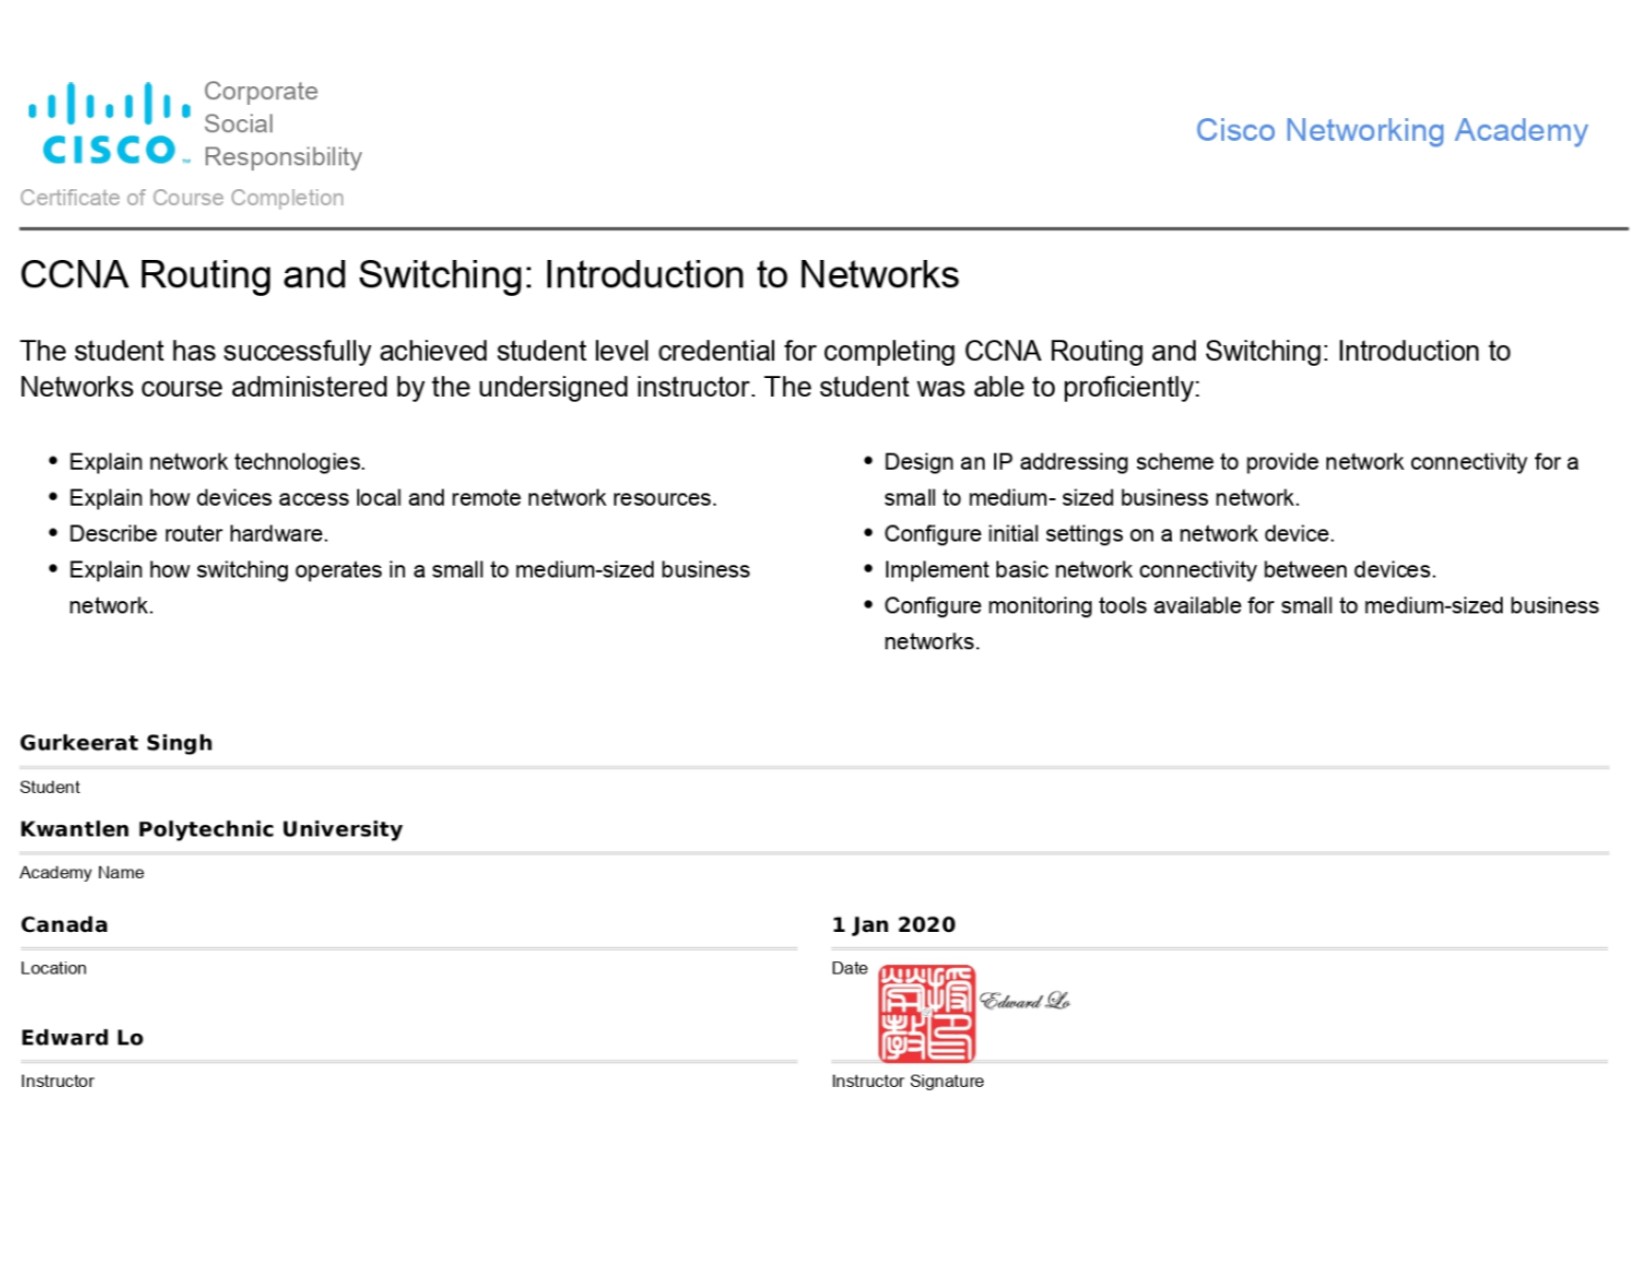 Corporate
Social
Responsibility
CISCO™
Cisco Networking Academy
Certificate of Course Completion
CCNA Routing and Switching: Introduction to Networks
The student has successfully achieved student level credential for completing CCNA Routing and Switching: Introduction to
Networks course administered by the undersigned instructor. The student was able to proficiently:
• Explain network technologies.
• Explain how devices access local and remote network resources.
• Describe router hardware.
• Explain how switching operates in a small to medium-sized business
network.
• Design an IP addressing scheme to provide network connectivity for a
small to medium- sized business network.
• Configure initial settings on a network device.
• Implement basic network connectivity between devices.
• Configure monitoring tools available for small to medium-sized business
networks.
Gurkeerat Singh
Student
Kwantlen Polytechnic University
Academy Name
Canada
Location
1 Jan 2020
Date
Edward Lo
Edward Lo
Instructor
Instructor Signature